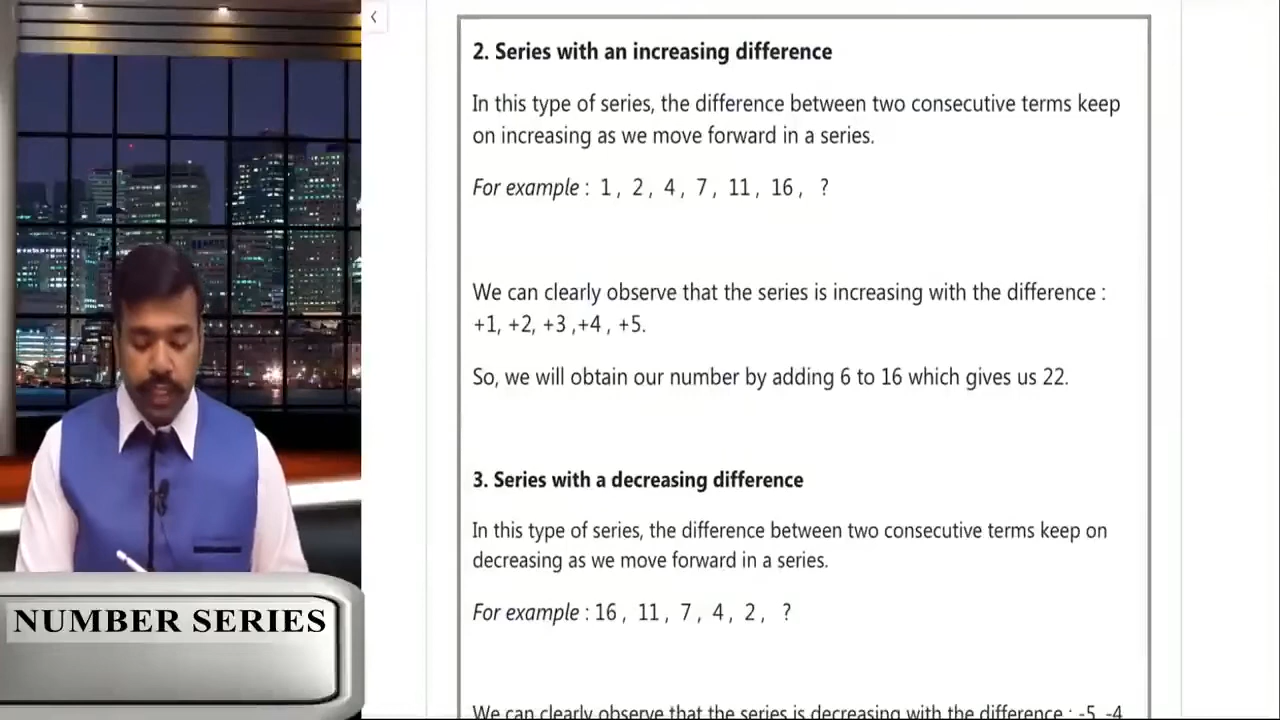 2. Series with an increasing difference
In this type of series, the difference between two consecutive terms keep
on increasing as we move forward in a series.
For example : 1 , 2 , 4 , 7 , 11 , 16 , ?
We can clearly observe that the series is increasing with the difference :
+1, +2, +3 ,+4 , +5.
So, we will obtain our number by adding 6 to 16 which gives us 22.
3. Series with a decreasing difference
In this type of series, the difference between two consecutive terms keep on
decreasing as we move forward in a series.
For example : 16 , 11 , 7 , 4 , 2 , ?
We can clearly observe that the series is decreasing with the difference : -5, -4
NUMBER SERIES